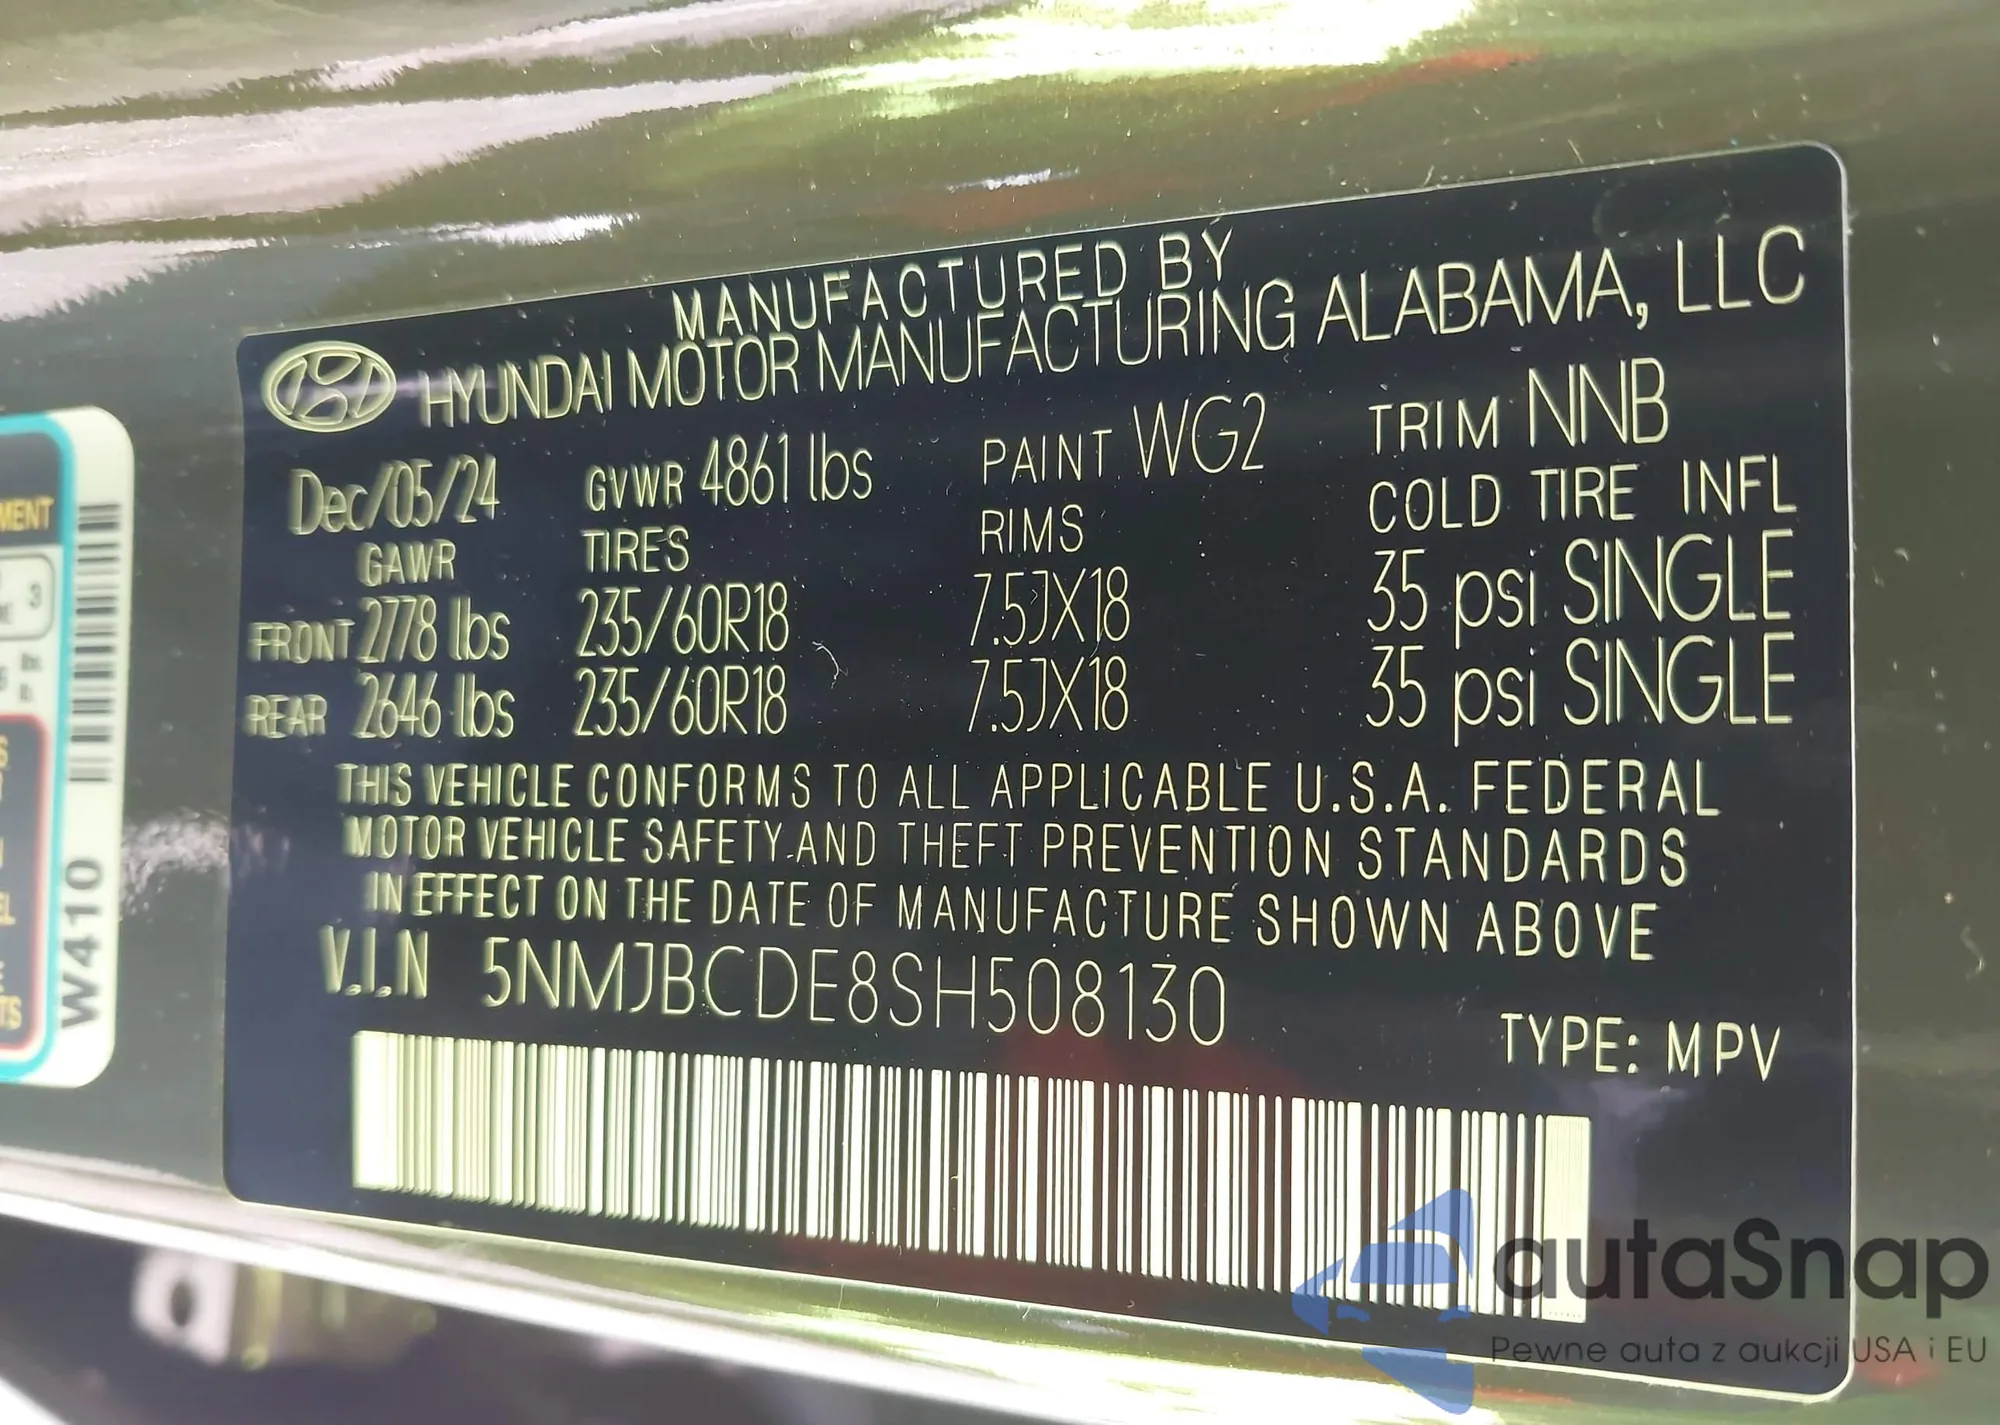 MANUFACTURED BY
HYUNDAI MOTOR MANUFACTURING ALABAMA, LLC
Dec/05/24 GVWR 4861 lbs PAINT WG2 TRIM NNB
GAWR TIRES RIMS COLD TIRE INFL
FRONT 2778 lbs 235/60R18 7.5JX18 35 psi SINGLE
REAR 2646 lbs 235/60R18 7.5JX18 35 psi SINGLE
THIS VEHICLE CONFORMS TO ALL APPLICABLE U.S.A. FEDERAL
MOTOR VEHICLE SAFETY AND THEFT PREVENTION STANDARDS
IN EFFECT ON THE DATE OF MANUFACTURE SHOWN ABOVE
V.I.N 5NMJBCDE8SH508130
TYPE: MPV
W410
3
autaSnap
Pewne auta z aukcji USA i EU